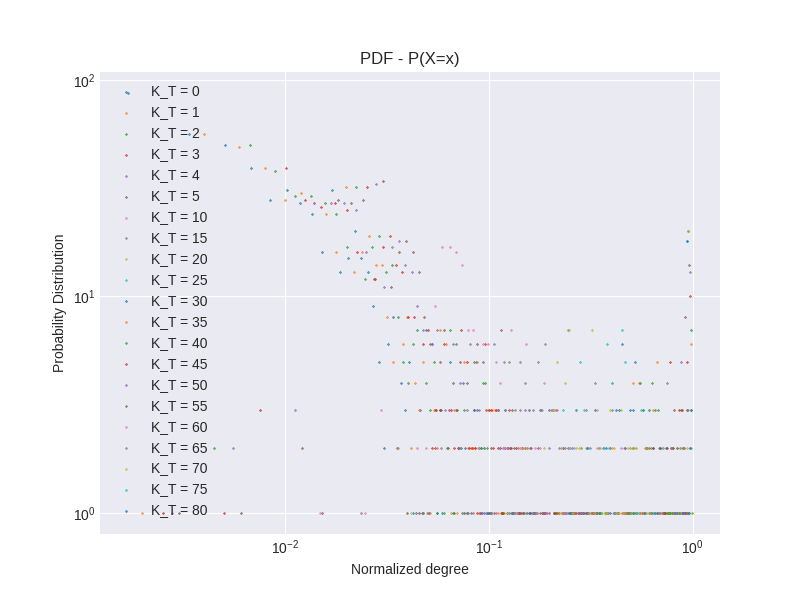 PDF - P(X=x)
10²
10¹
10⁰
Probability Distribution
K_T = 0
K_T = 1
K_T = 2
K_T = 3
K_T = 4
K_T = 5
K_T = 10
K_T = 15
K_T = 20
K_T = 25
K_T = 30
K_T = 35
K_T = 40
K_T = 45
K_T = 50
K_T = 55
K_T = 60
K_T = 65
K_T = 70
K_T = 75
K_T = 80
10⁻²
10⁻¹
10⁰
Normalized degree